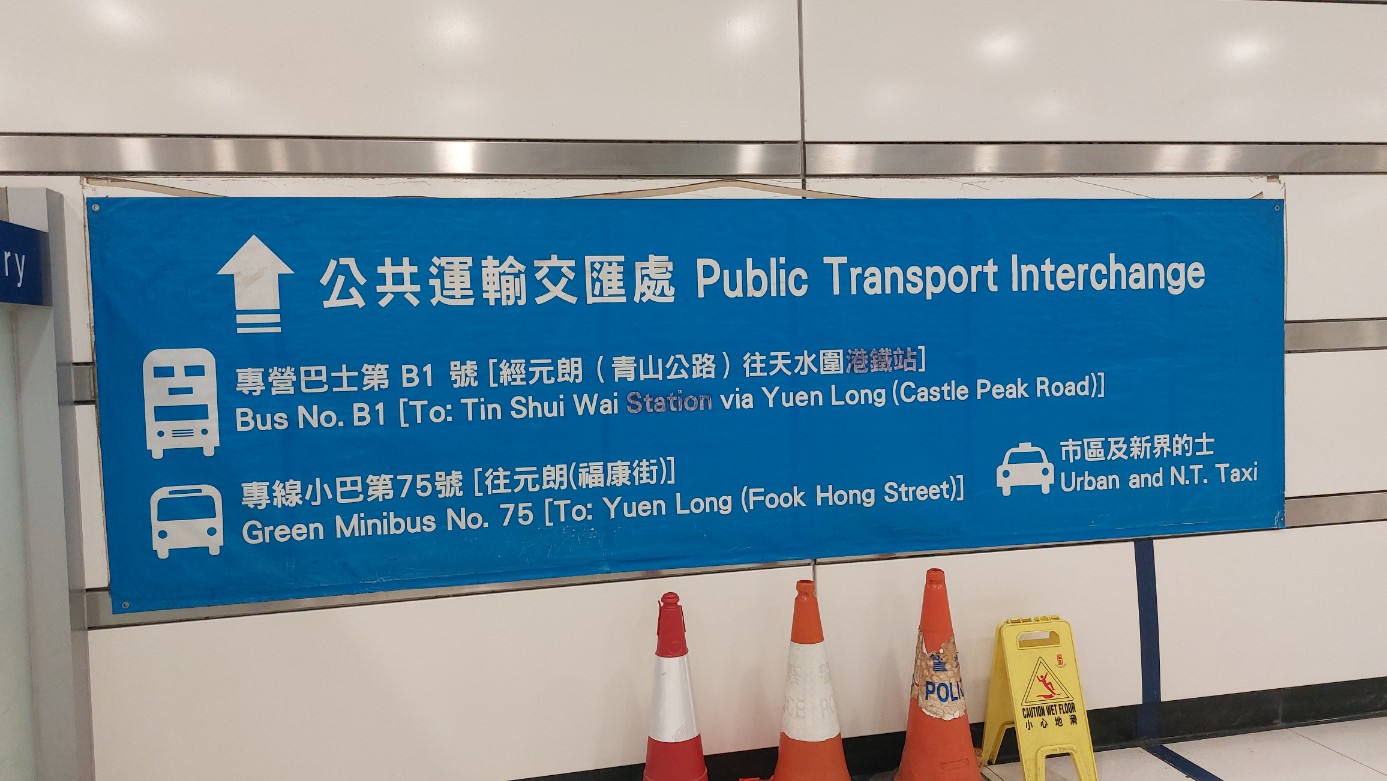 ry
公共運輸交匯處 Public Transport Interchange
專營巴士第 B1 號 [經元朗 (青山公路) 往天水圍港鐵站]
Bus No. B1 [To: Tin Shui Wai Station via Yuen Long (Castle Peak Road)]
專線小巴第75號 [往元朗(福康街)]
Green Minibus No. 75 [To: Yuen Long (Fook Hong Street)]
市區及新界的士
Urban and N.T. Taxi
警
POLI
CAUTION WET FLOOR
小心地滑